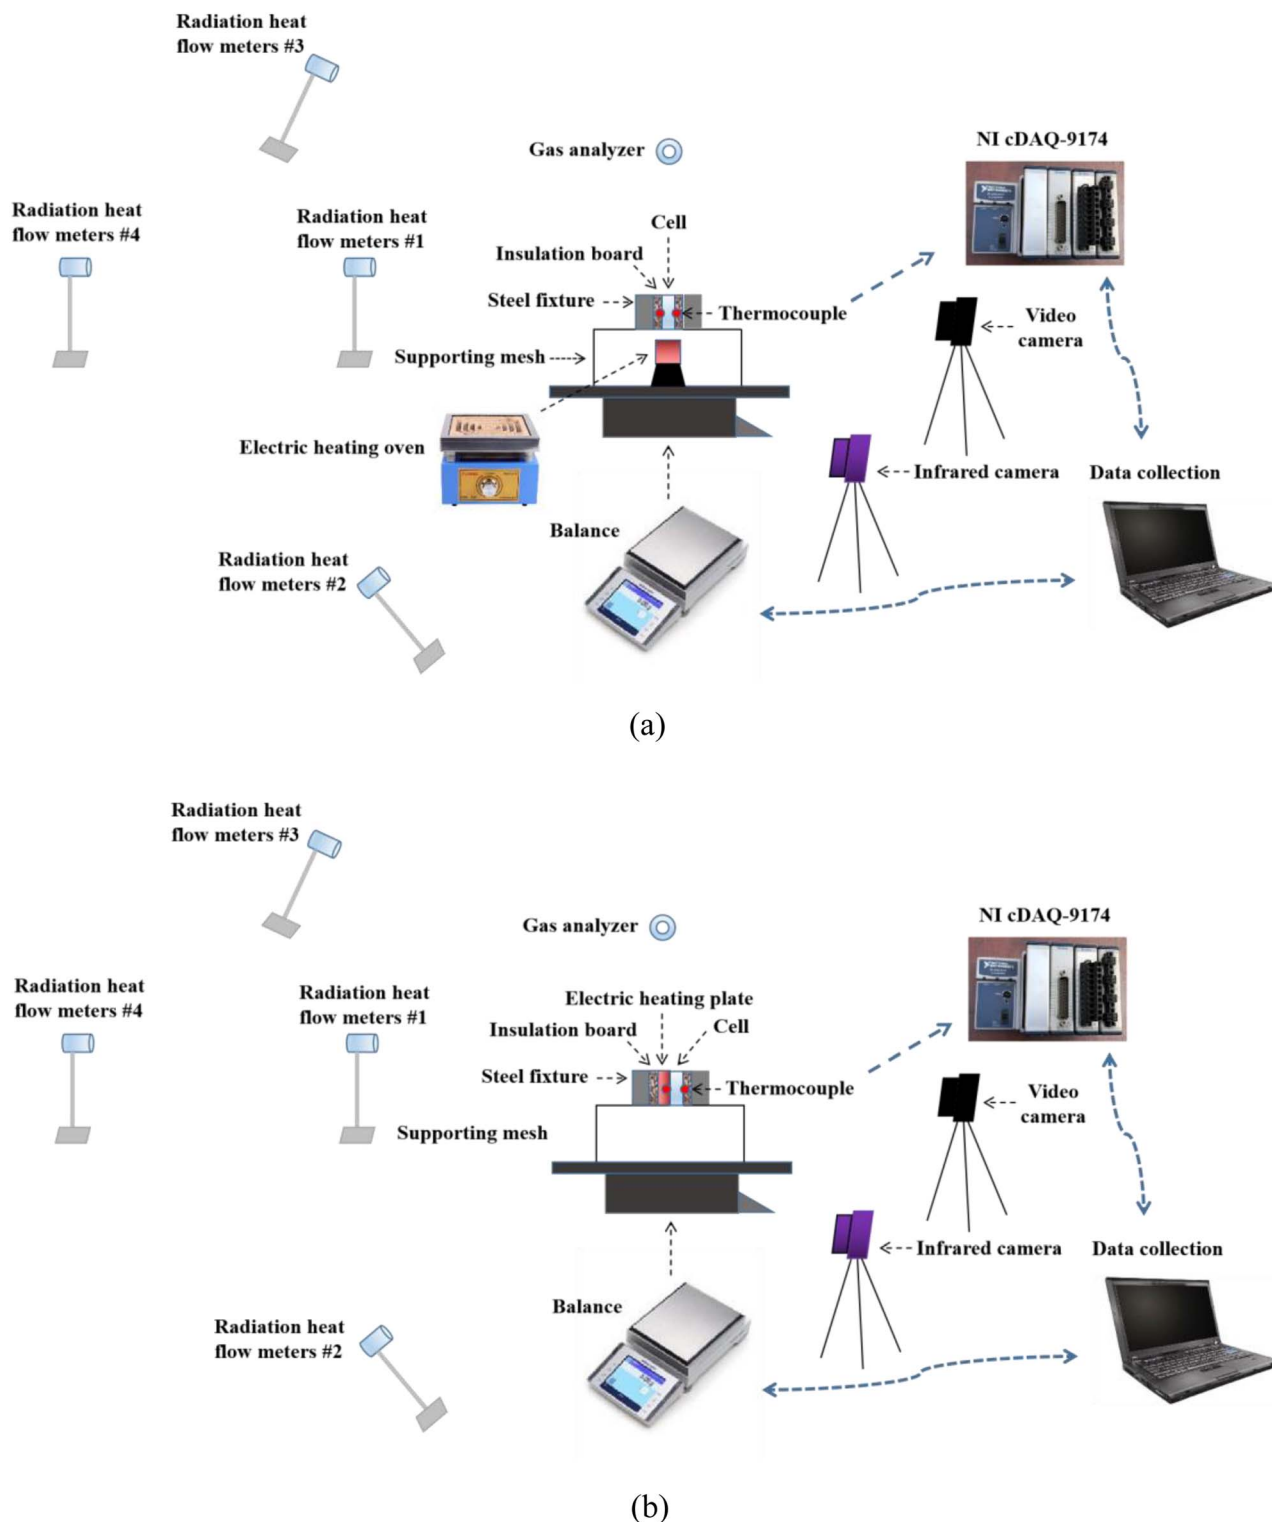 Radiation heat
flow meters #3
Gas analyzer
NI cDAQ-9174
Radiation heat
flow meters #4
Radiation heat
flow meters #1
Cell
Insulation board
Steel fixture
Thermocouple
Video
camera
Supporting mesh
Electric heating oven
Infrared camera
Data collection
Balance
Radiation heat
flow meters #2
(a)
Radiation heat
flow meters #3
Gas analyzer
NI cDAQ-9174
Radiation heat
flow meters #4
Radiation heat
flow meters #1
Electric heating plate
Insulation board
Cell
Steel fixture
Thermocouple
Video
camera
Supporting mesh
Infrared camera
Data collection
Balance
Radiation heat
flow meters #2
(b)